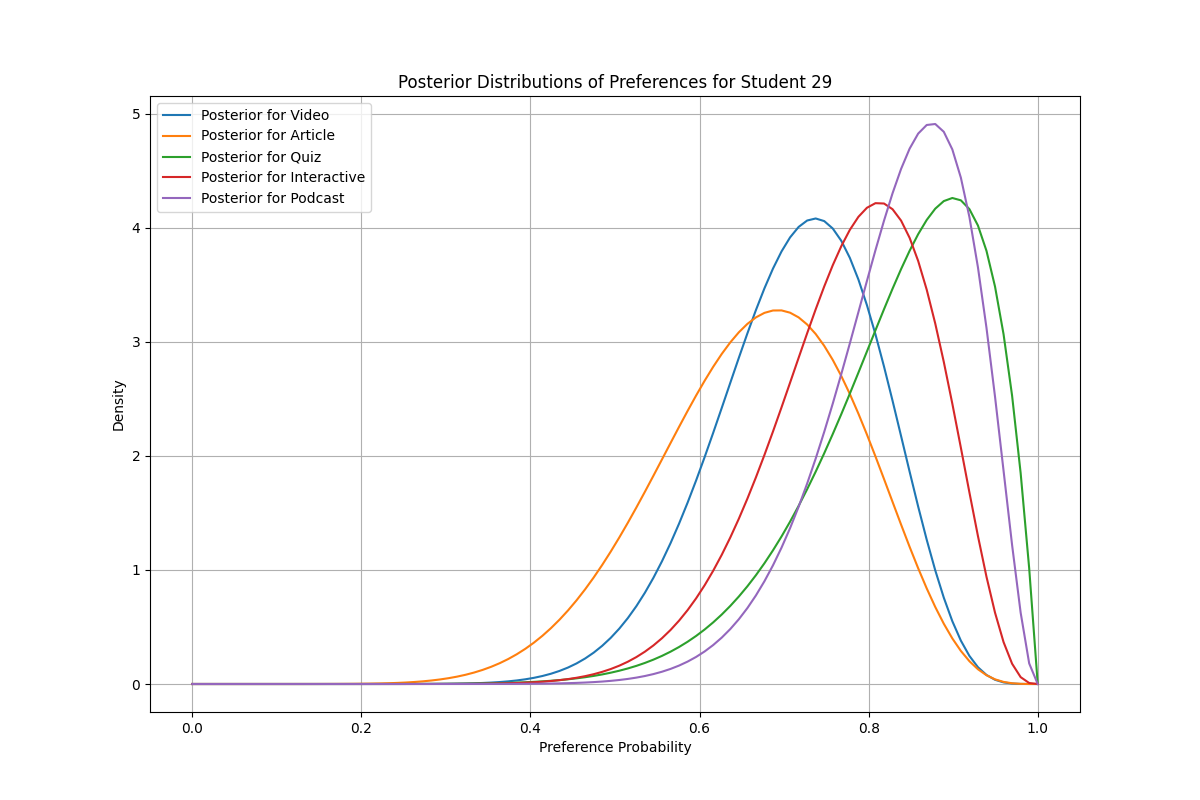 Posterior Distributions of Preferences for Student 29
Posterior for Video
Posterior for Article
Posterior for Quiz
Posterior for Interactive
Posterior for Podcast
5
4
3
2
1
0
Density
0.0 0.2 0.4 0.6 0.8 1.0
Preference Probability